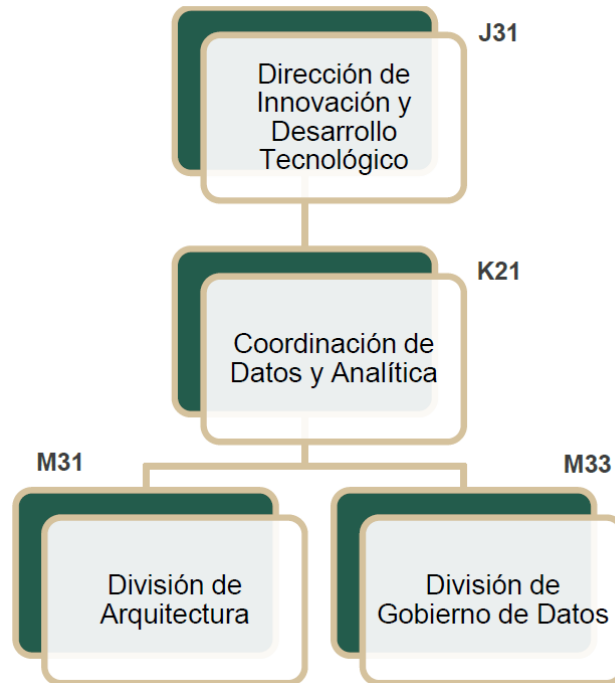 J31
Dirección de
Innovación y
Desarrollo
Tecnológico
K21
Coordinación de
Datos y Analítica
M31
M33
División de
Arquitectura
División de
Gobierno de Datos